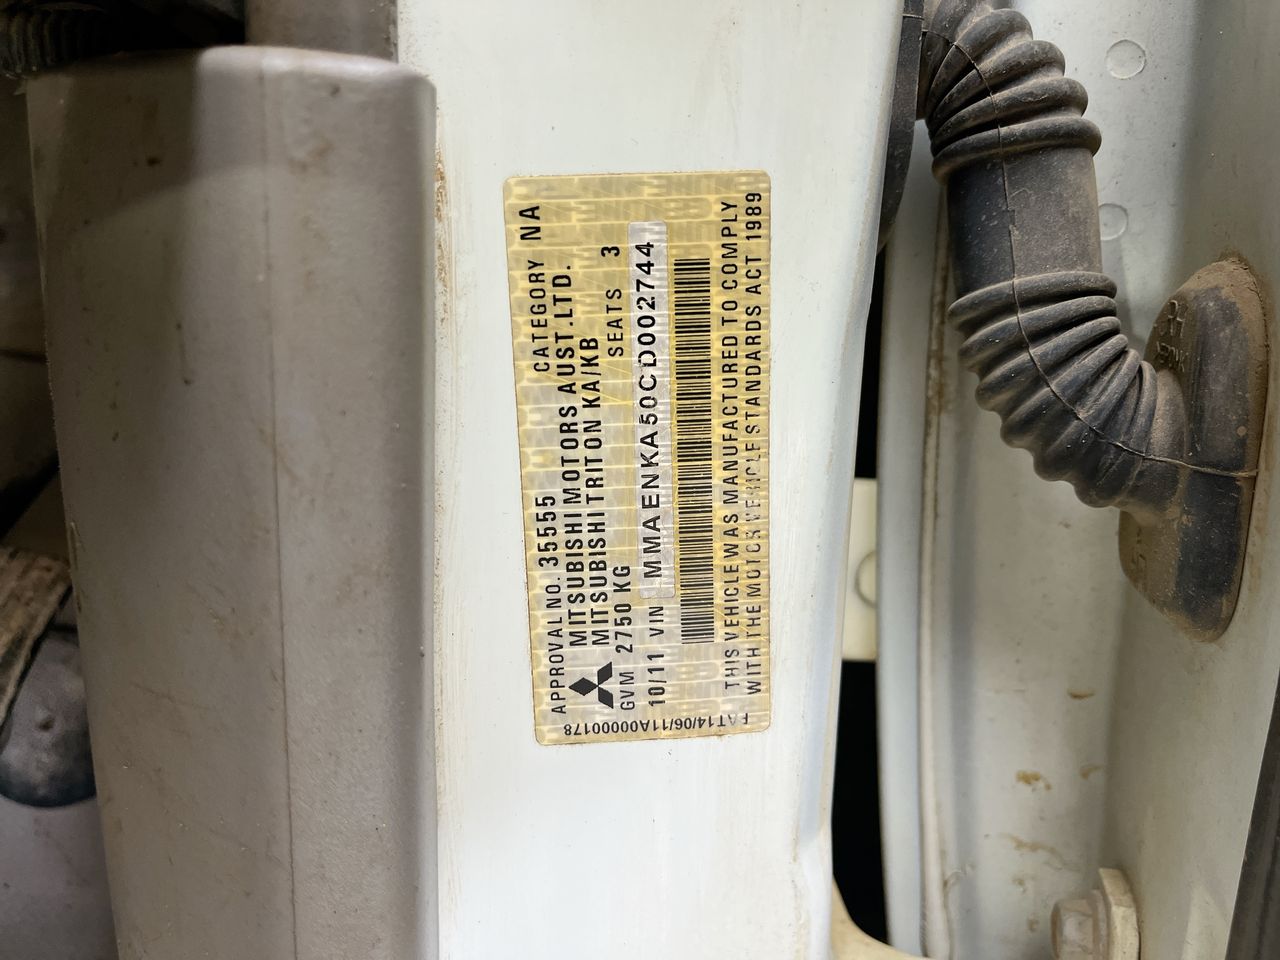 APPROVAL NO. 35555 CATEGORY NA
MITSUBISHI MOTORS AUST. LTD.
MITSUBISHI TRITON KA/KB
GVM 2750 KG SEATS 3
10/11 VIN MMAENKA50CD002744
THIS VEHICLE WAS MANUFACTURED TO COMPLY
WITH THE MOTOR VEHICLE STANDARDS ACT 1989
FAT14/06/11A00000178
RH